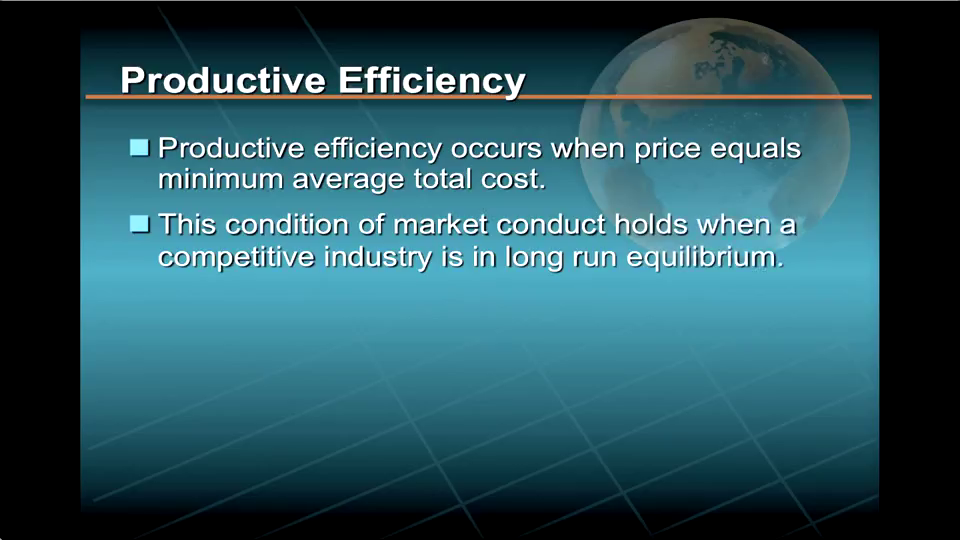 Productive Efficiency
Productive efficiency occurs when price equals
minimum average total cost.
This condition of market conduct holds when a
competitive industry is in long run equilibrium.